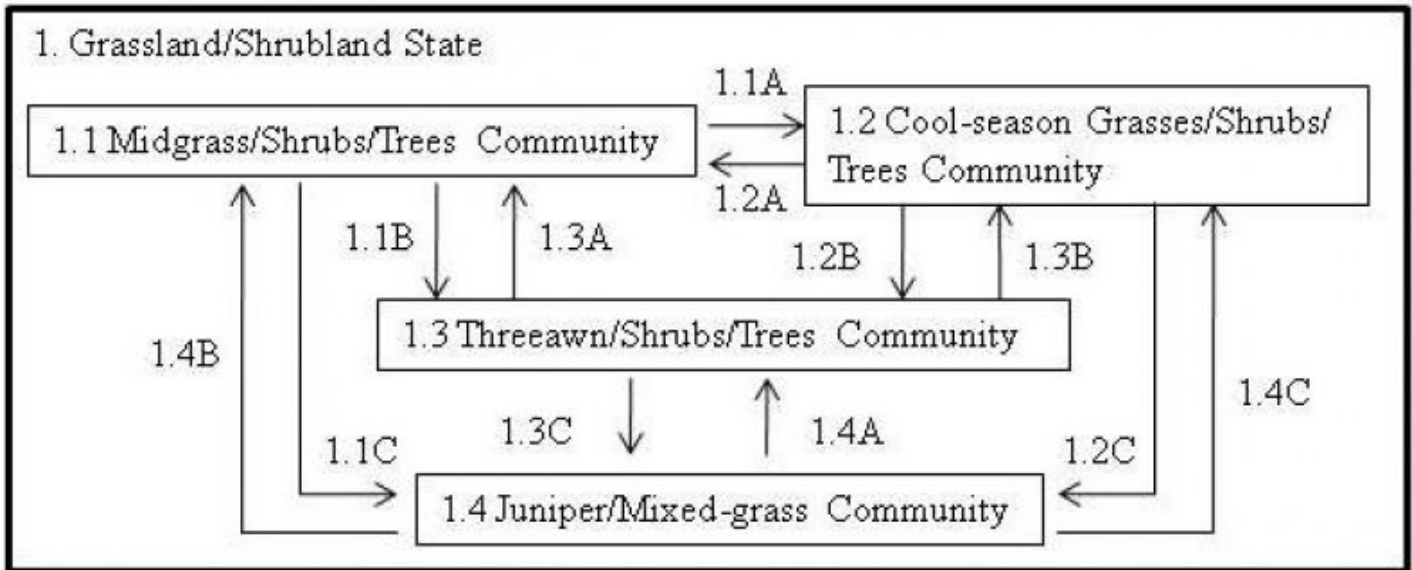 1. Grassland/Shrubland State
1.1A
1.1 Midgrass/Shrubs/Trees Community
1.2 Cool-season Grasses/Shrubs/
Trees Community
1.2A
1.1B
1.3A
1.2B
1.3B
1.3 Threeawn/Shrubs/Trees Community
1.4B
1.4C
1.3C
1.4A
1.1C
1.2C
1.4 Juniper/Mixed-grass Community